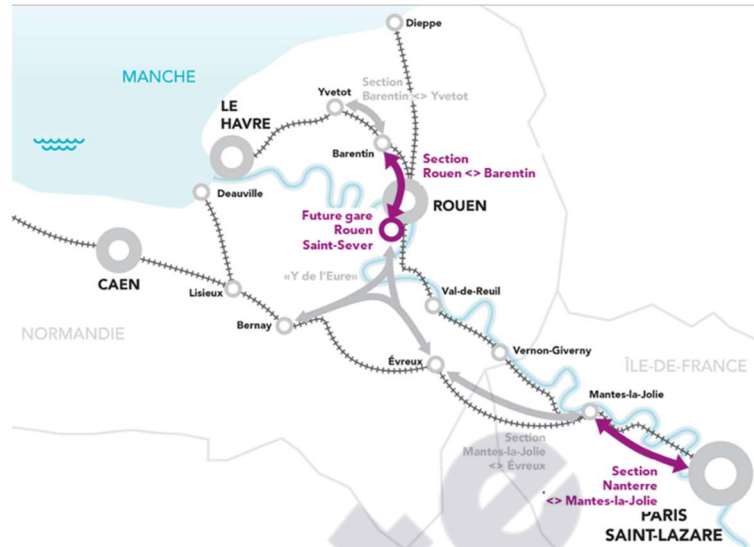 Dieppe
MANCHE
Yvetot
Section
Barentin <> Yvetot
LE
HAVRE
Barentin
Section
Rouen <> Barentin
Deauville
ROUEN
Future gare
Rouen
Saint-Sever
CAEN
«Y de l'Eure»
Lisieux
Val-de-Reuil
Bernay
NORMANDIE
Vernon-Giverny
Évreux
ÎLE-DE-FRANCE
Mantes-la-Jolie
Section
Mantes-la-Jolie
<> Évreux
Section
Nanterre
<> Mantes-la-Jolie
PARIS
SAINT-LAZARE